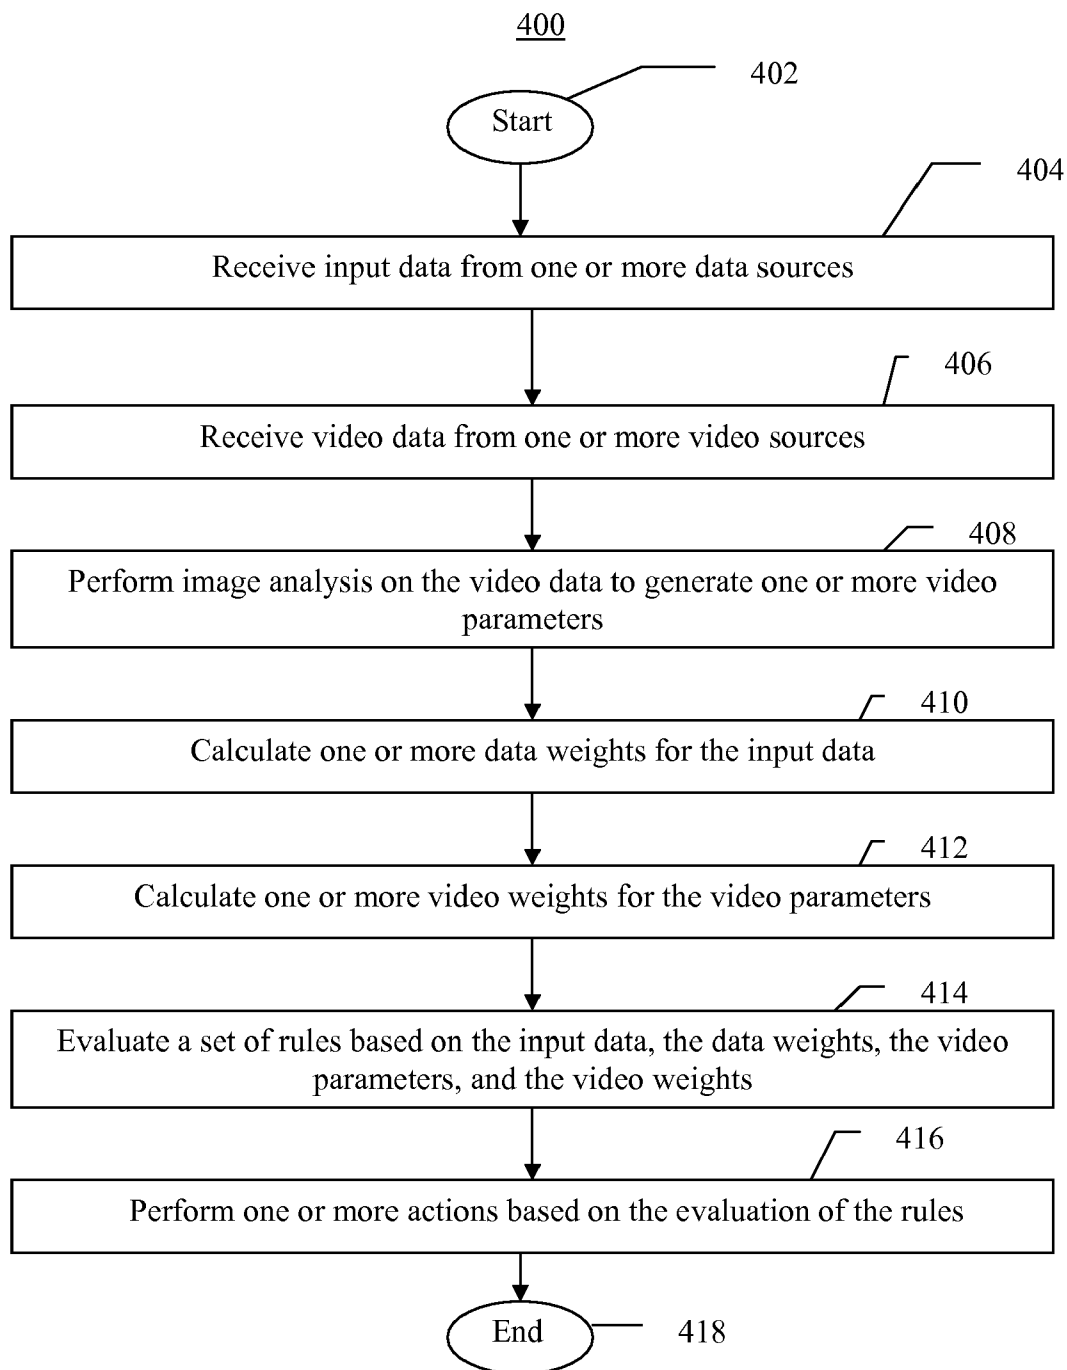 400
402
Start
404
Receive input data from one or more data sources
406
Receive video data from one or more video sources
408
Perform image analysis on the video data to generate one or more video
parameters
410
Calculate one or more data weights for the input data
412
Calculate one or more video weights for the video parameters
414
Evaluate a set of rules based on the input data, the data weights, the video
parameters, and the video weights
416
Perform one or more actions based on the evaluation of the rules
End
418